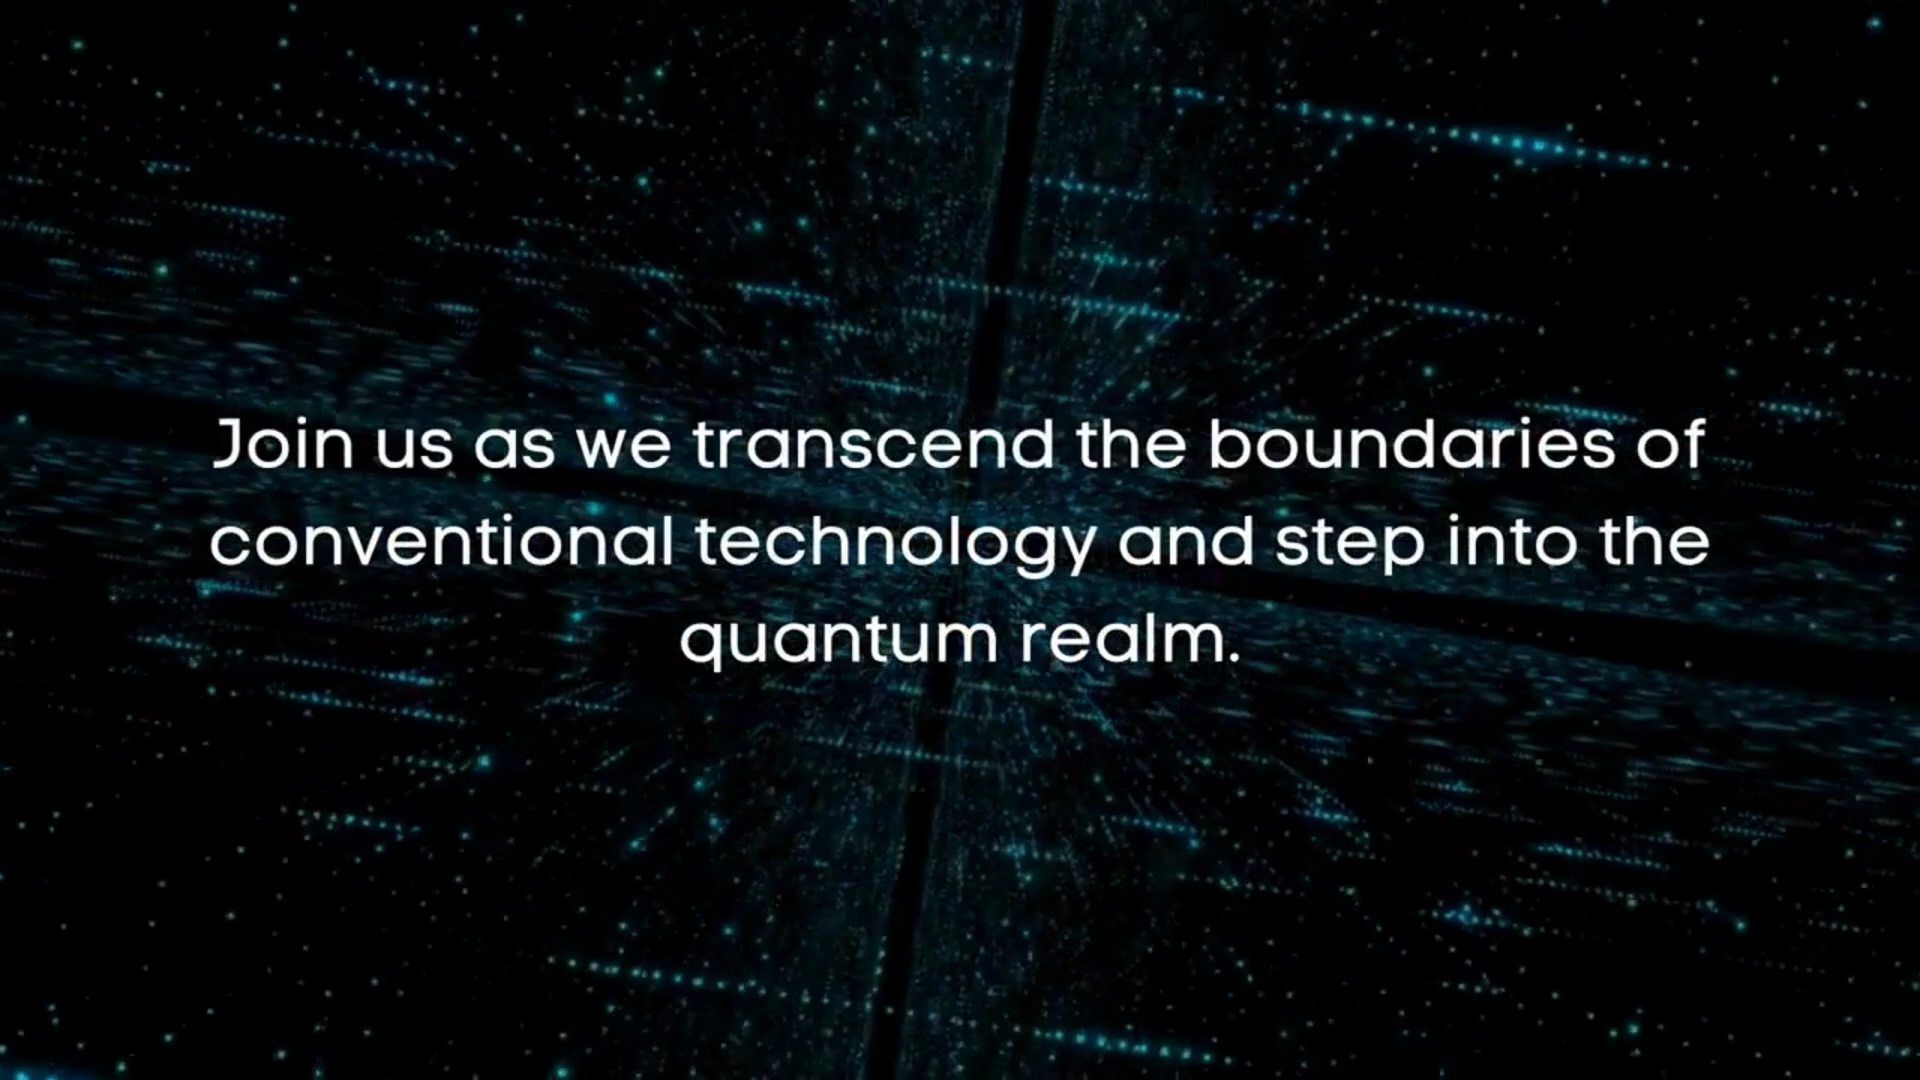 Join us as we transcend the boundaries of
conventional technology and step into the
quantum realm.